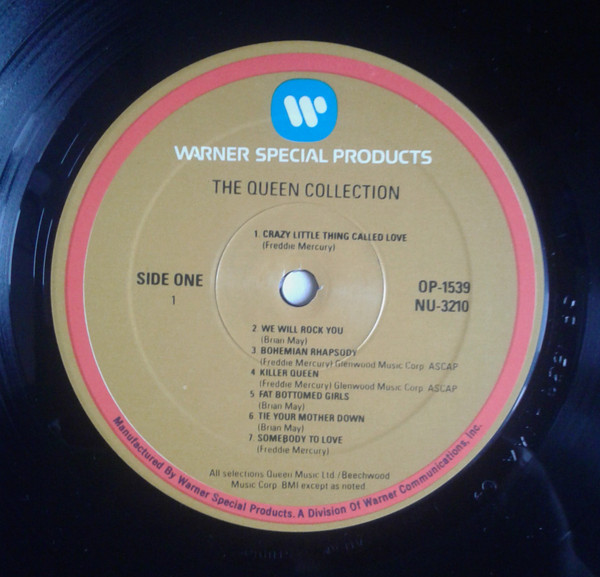 WARNER SPECIAL PRODUCTS
THE QUEEN COLLECTION
1. CRAZY LITTLE THING CALLED LOVE
(Freddie Mercury)
SIDE ONE
1
OP-1539
NU-3210
2. WE WILL ROCK YOU
(Brian May)
3. BOHEMIAN RHAPSODY
(Freddie Mercury) Glenwood Music Corp. ASCAP
4 KILLER QUEEN
(Freddie Mercury) Glenwood Music Corp. ASCAP
5 FAT BOTTOMED GIRLS
(Brian May)
6 TIE YOUR MOTHER DOWN
(Brian May)
7. SOMEBODY TO LOVE
(Freddie Mercury)
All selections Queen Music Ltd./Beechwood
Music Corp. BMI except as noted.
Manufactured By Warner Special Products. A Division Of Warner Communications, Inc.